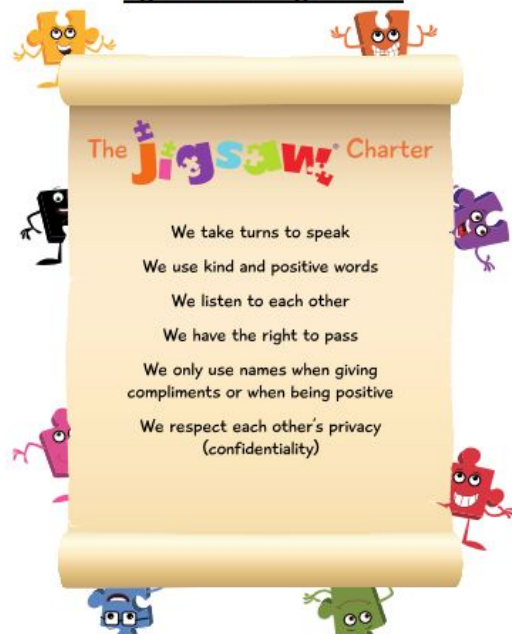 The Jigsaw® Charter
We take turns to speak
We use kind and positive words
We listen to each other
We have the right to pass
We only use names when giving
compliments or when being positive
We respect each other's privacy
(confidentiality)